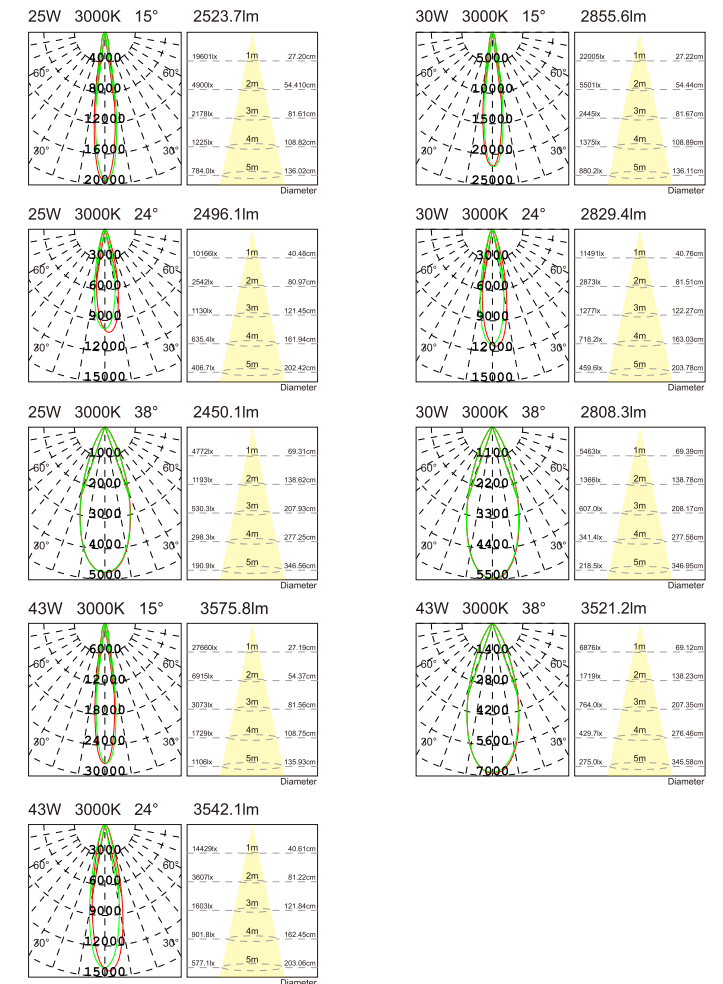 25W 3000K 15° 2523.7lm
4000
8000
12000
16000
20000
60° 60°
30° 30°
19601lx 1m 27.20cm
4900lx 2m 54.410cm
2178lx 3m 81.61cm
1225lx 4m 108.82cm
784.0lx 5m 136.02cm
Diameter
30W 3000K 15° 2855.6lm
5000
10000
15000
20000
25000
60° 60°
30° 30°
22005lx 1m 27.22cm
5501lx 2m 54.44cm
2445lx 3m 81.67cm
1375lx 4m 108.89cm
880.2lx 5m 136.11cm
Diameter
25W 3000K 24° 2496.1lm
3000
6000
9000
12000
15000
60° 60°
30° 30°
10166lx 1m 40.48cm
2542lx 2m 80.97cm
1130lx 3m 121.45cm
635.4lx 4m 161.94cm
406.7lx 5m 202.42cm
Diameter
30W 3000K 24° 2829.4lm
3000
6000
9000
12000
15000
60° 60°
30° 30°
11491lx 1m 40.76cm
2873lx 2m 81.51cm
1277lx 3m 122.27cm
718.2lx 4m 163.03cm
459.6lx 5m 203.78cm
Diameter
25W 3000K 38° 2450.1lm
1000
2000
3000
4000
5000
60° 60°
30° 30°
4772lx 1m 69.31cm
1193lx 2m 138.62cm
530.3lx 3m 207.93cm
298.3lx 4m 277.25cm
190.9lx 5m 346.56cm
Diameter
30W 3000K 38° 2808.3lm
1100
2200
3300
4400
5500
60° 60°
30° 30°
5463lx 1m 69.39cm
1366lx 2m 138.78cm
607.0lx 3m 208.17cm
341.4lx 4m 277.56cm
218.5lx 5m 346.95cm
Diameter
43W 3000K 15° 3575.8lm
6000
12000
18000
24000
30000
60° 60°
30° 30°
27660lx 1m 27.19cm
6915lx 2m 54.37cm
3073lx 3m 81.56cm
1729lx 4m 108.75cm
1106lx 5m 135.93cm
Diameter
43W 3000K 38° 3521.2lm
1400
2800
4200
5600
7000
60° 60°
30° 30°
6876lx 1m 69.12cm
1719lx 2m 138.23cm
764.0lx 3m 207.35cm
429.7lx 4m 276.46cm
275.0lx 5m 345.58cm
Diameter
43W 3000K 24° 3542.1lm
3000
6000
9000
12000
15000
60° 60°
30° 30°
14429lx 1m 40.61cm
3607lx 2m 81.22cm
1603lx 3m 121.84cm
901.8lx 4m 162.45cm
577.1lx 5m 203.06cm
Diameter